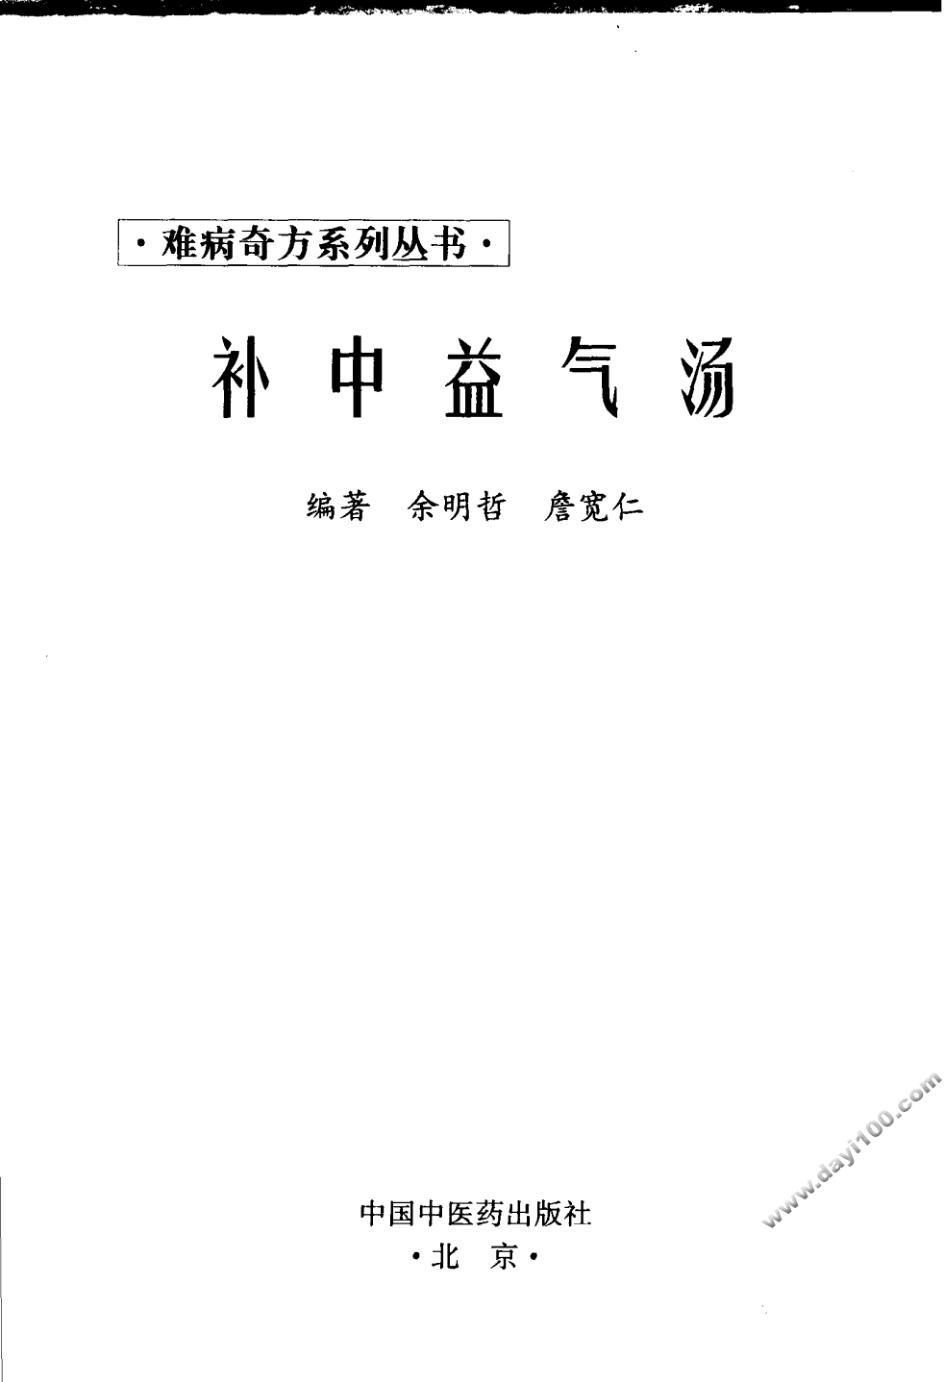 ·难病奇方系列丛书·
补中益气汤
编著 余明哲 詹宽仁
www.dayi100.com
中国中医药出版社
·北 京·